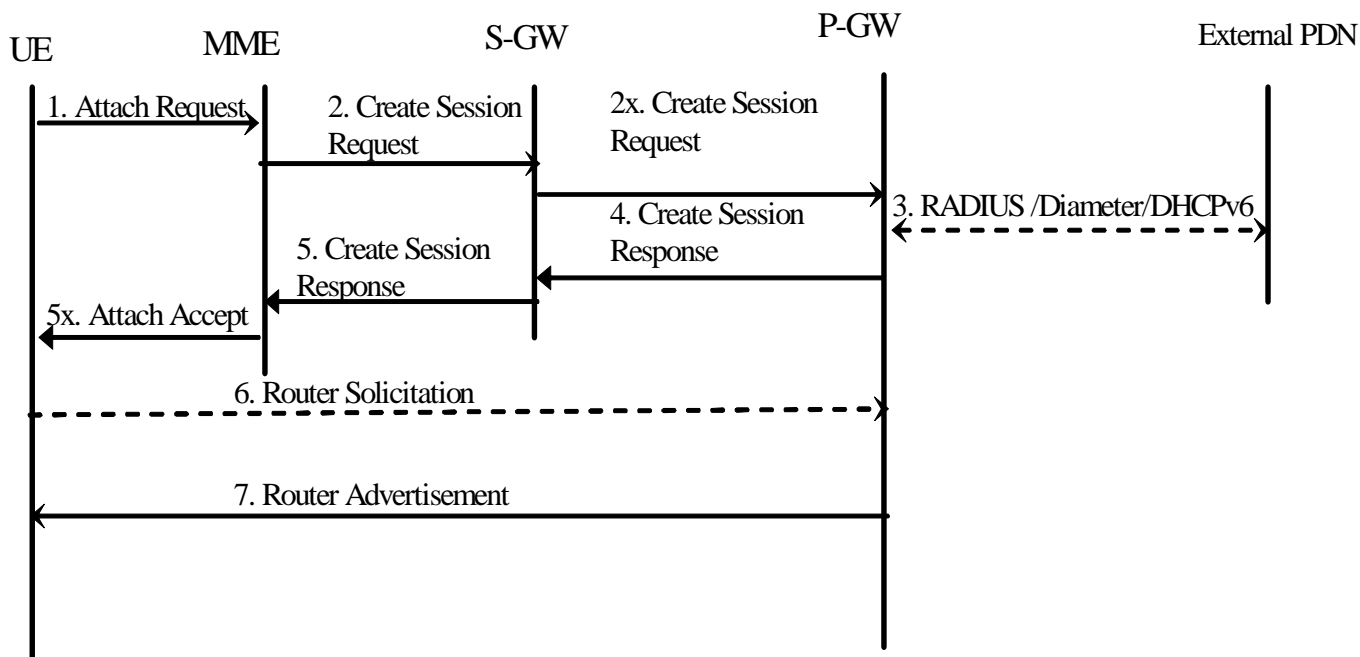 UE
MME
S-GW
P-GW
External PDN
1. Attach Request
2. Create Session
Request
2x. Create Session
Request
3. RADIUS /Diameter/DHCPv6
4. Create Session
Response
5. Create Session
Response
5x. Attach Accept
6. Router Solicitation
7. Router Advertisement